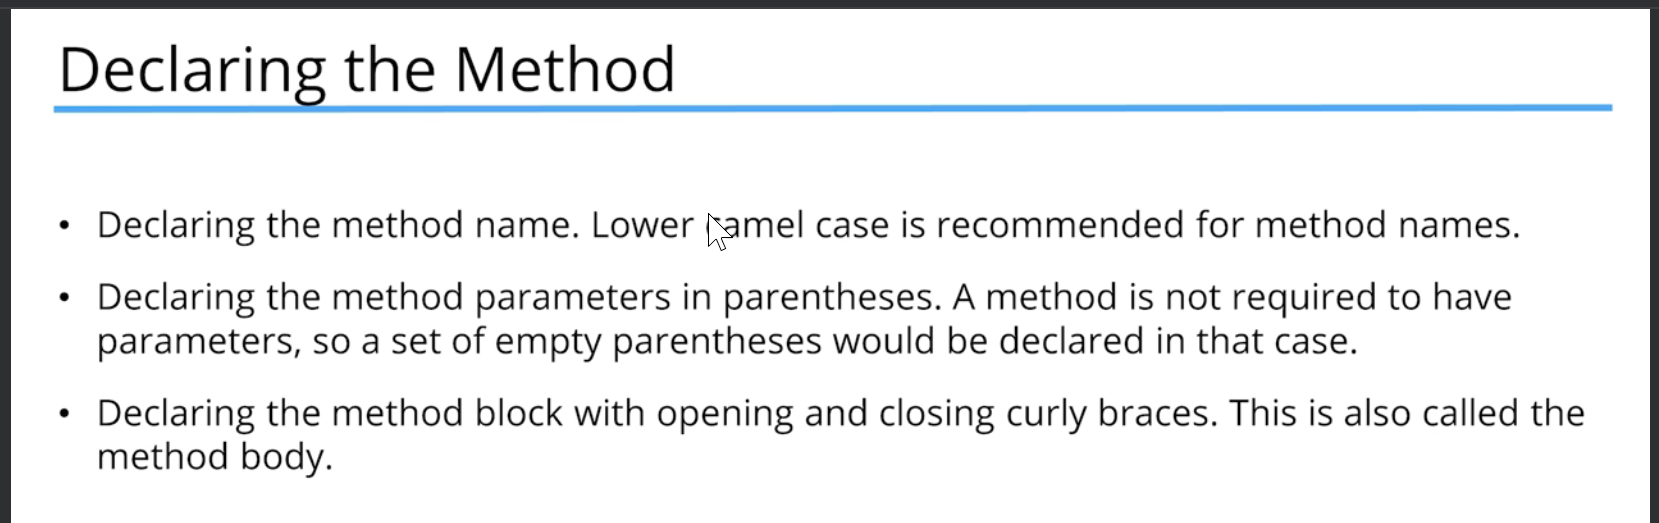 Declaring the Method
• Declaring the method name. Lower camel case is recommended for method names.
• Declaring the method parameters in parentheses. A method is not required to have
parameters, so a set of empty parentheses would be declared in that case.
• Declaring the method block with opening and closing curly braces. This is also called the
method body.